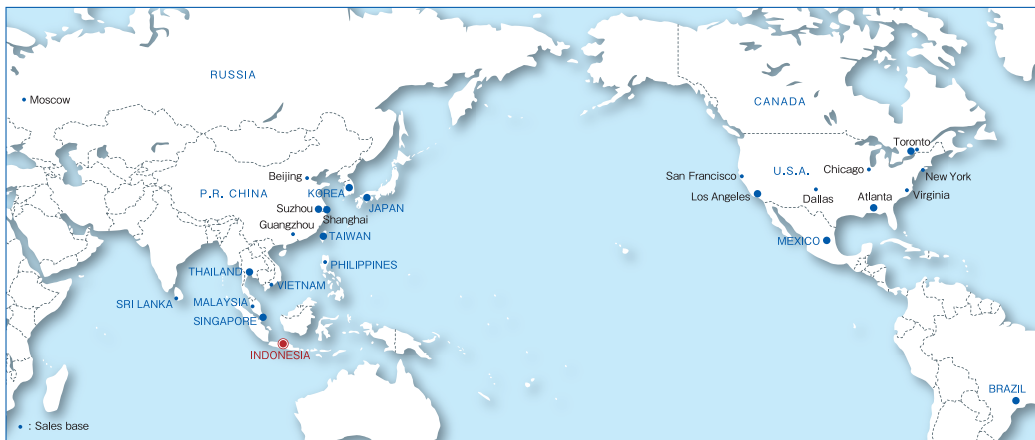 RUSSIA
Moscow
CANADA
Toronto
Beijing
U.S.A.
Chicago
San Francisco
New York
P.R. CHINA
KOREA
Los Angeles
Dallas
Atlanta
Virginia
Suzhou
JAPAN
Shanghai
Guangzhou
TAIWAN
MEXICO
THAILAND
PHILIPPINES
VIETNAM
SRI LANKA
MALAYSIA
SINGAPORE
INDONESIA
BRAZIL
: Sales base